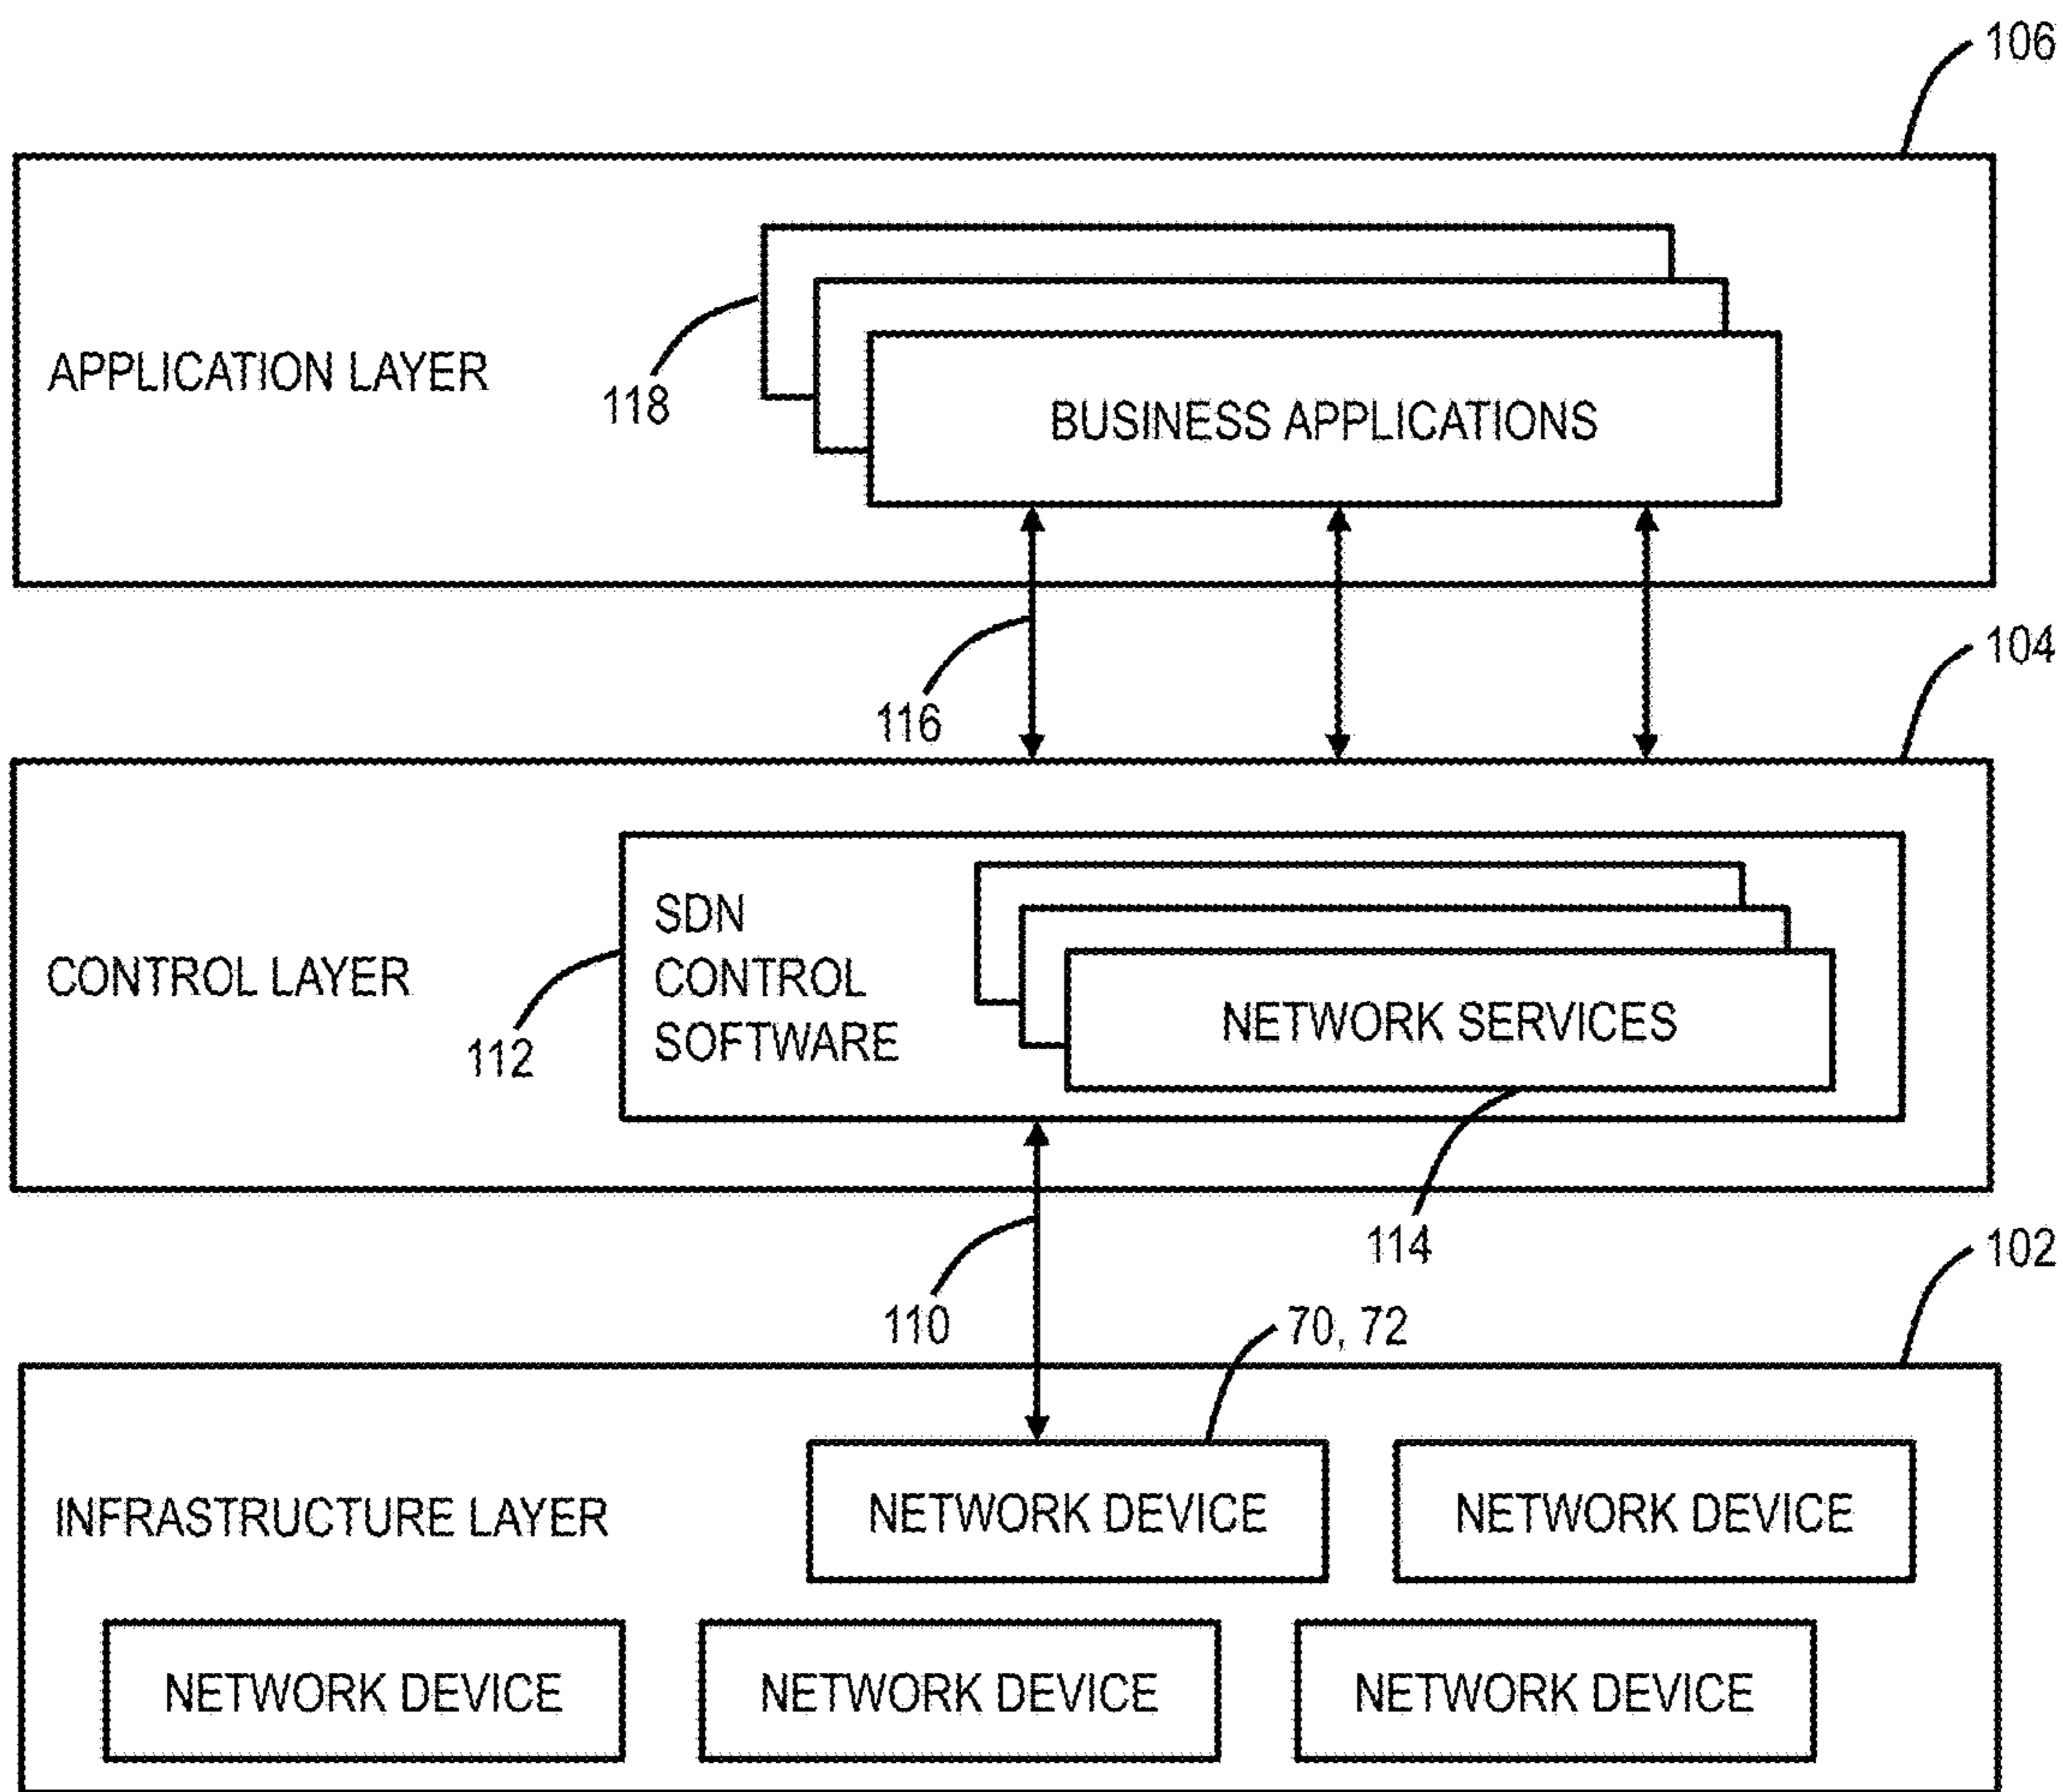 106
APPLICATION LAYER
118
BUSINESS APPLICATIONS
116
104
CONTROL LAYER
112
SDN
CONTROL
SOFTWARE
NETWORK SERVICES
114
110
102
70, 72
INFRASTRUCTURE LAYER
NETWORK DEVICE
NETWORK DEVICE
NETWORK DEVICE
NETWORK DEVICE
NETWORK DEVICE